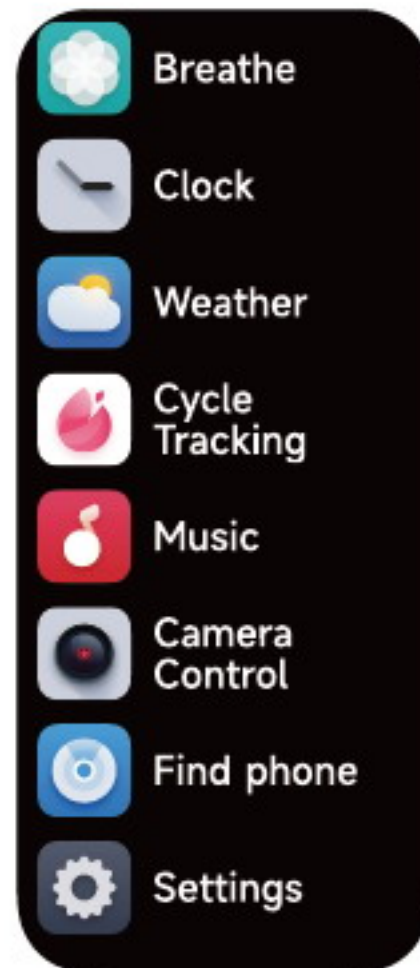 Breathe
Clock
Weather
Cycle
Tracking
Music
Camera
Control
Find phone
Settings